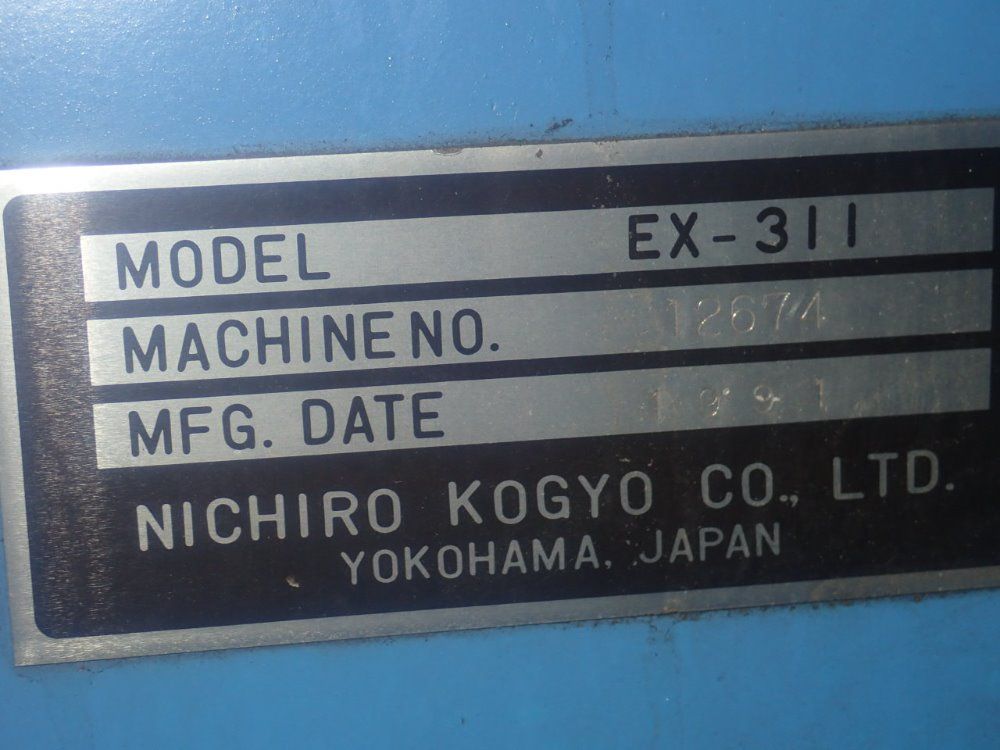 MODEL EX-311
MACHINE NO. 12674
MFG. DATE 1991
NICHIRO KOGYO CO., LTD.
YOKOHAMA, JAPAN